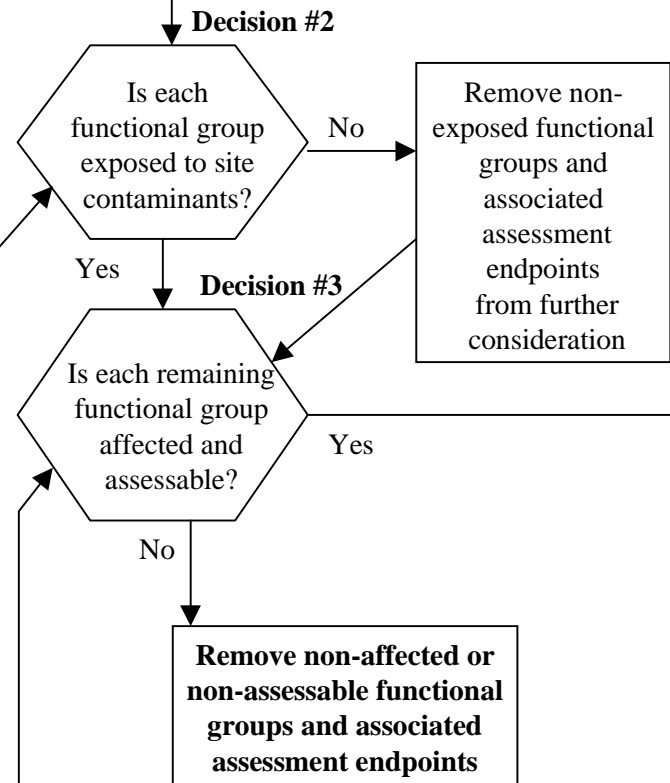 Decision #2
Is each
functional group
exposed to site
contaminants?
No
Remove non-
exposed functional
groups and
associated
assessment
endpoints
from further
consideration
Yes
Decision #3
Is each remaining
functional group
affected and
assessable?
Yes
No
Remove non-affected or
non-assessable functional
groups and associated
assessment endpoints